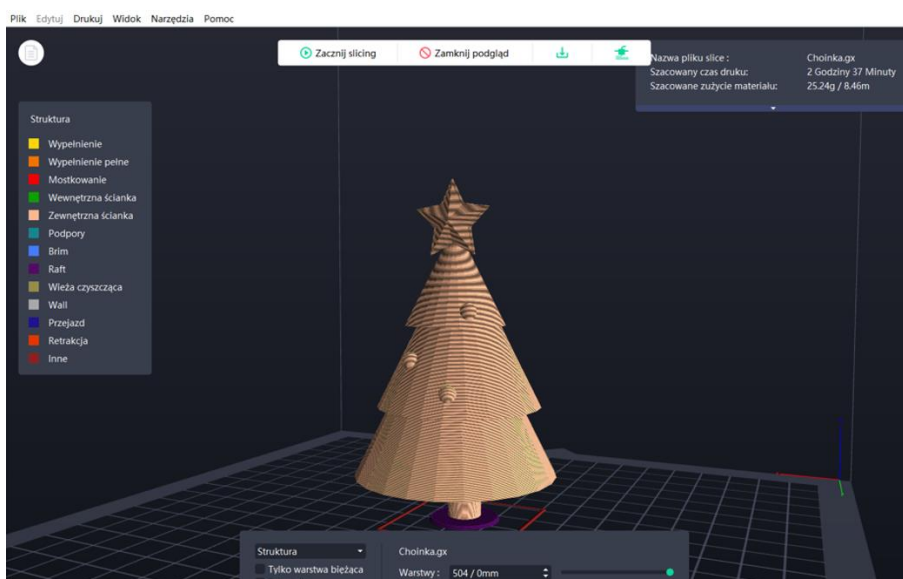 Plik Edytuj Drukuj Widok Narzędzia Pomoc
Zacznij slicing
Zamknij podgląd
Nazwa pliku slice : Choinka.gx
Szacowany czas druku: 2 Godziny 37 Minuty
Szacowane zużycie materiału: 25.24g / 8.46m
Struktura
Wypełnienie
Wypełnienie pełne
Mostkowanie
Wewnętrzna ścianka
Zewnętrzna ścianka
Podpory
Brim
Raft
Wieża czyszcząca
Wall
Przejazd
Retrakcja
Inne
Struktura
Tylko warstwa bieżąca
Choinka.gx
Warstwy : 504 / 0mm